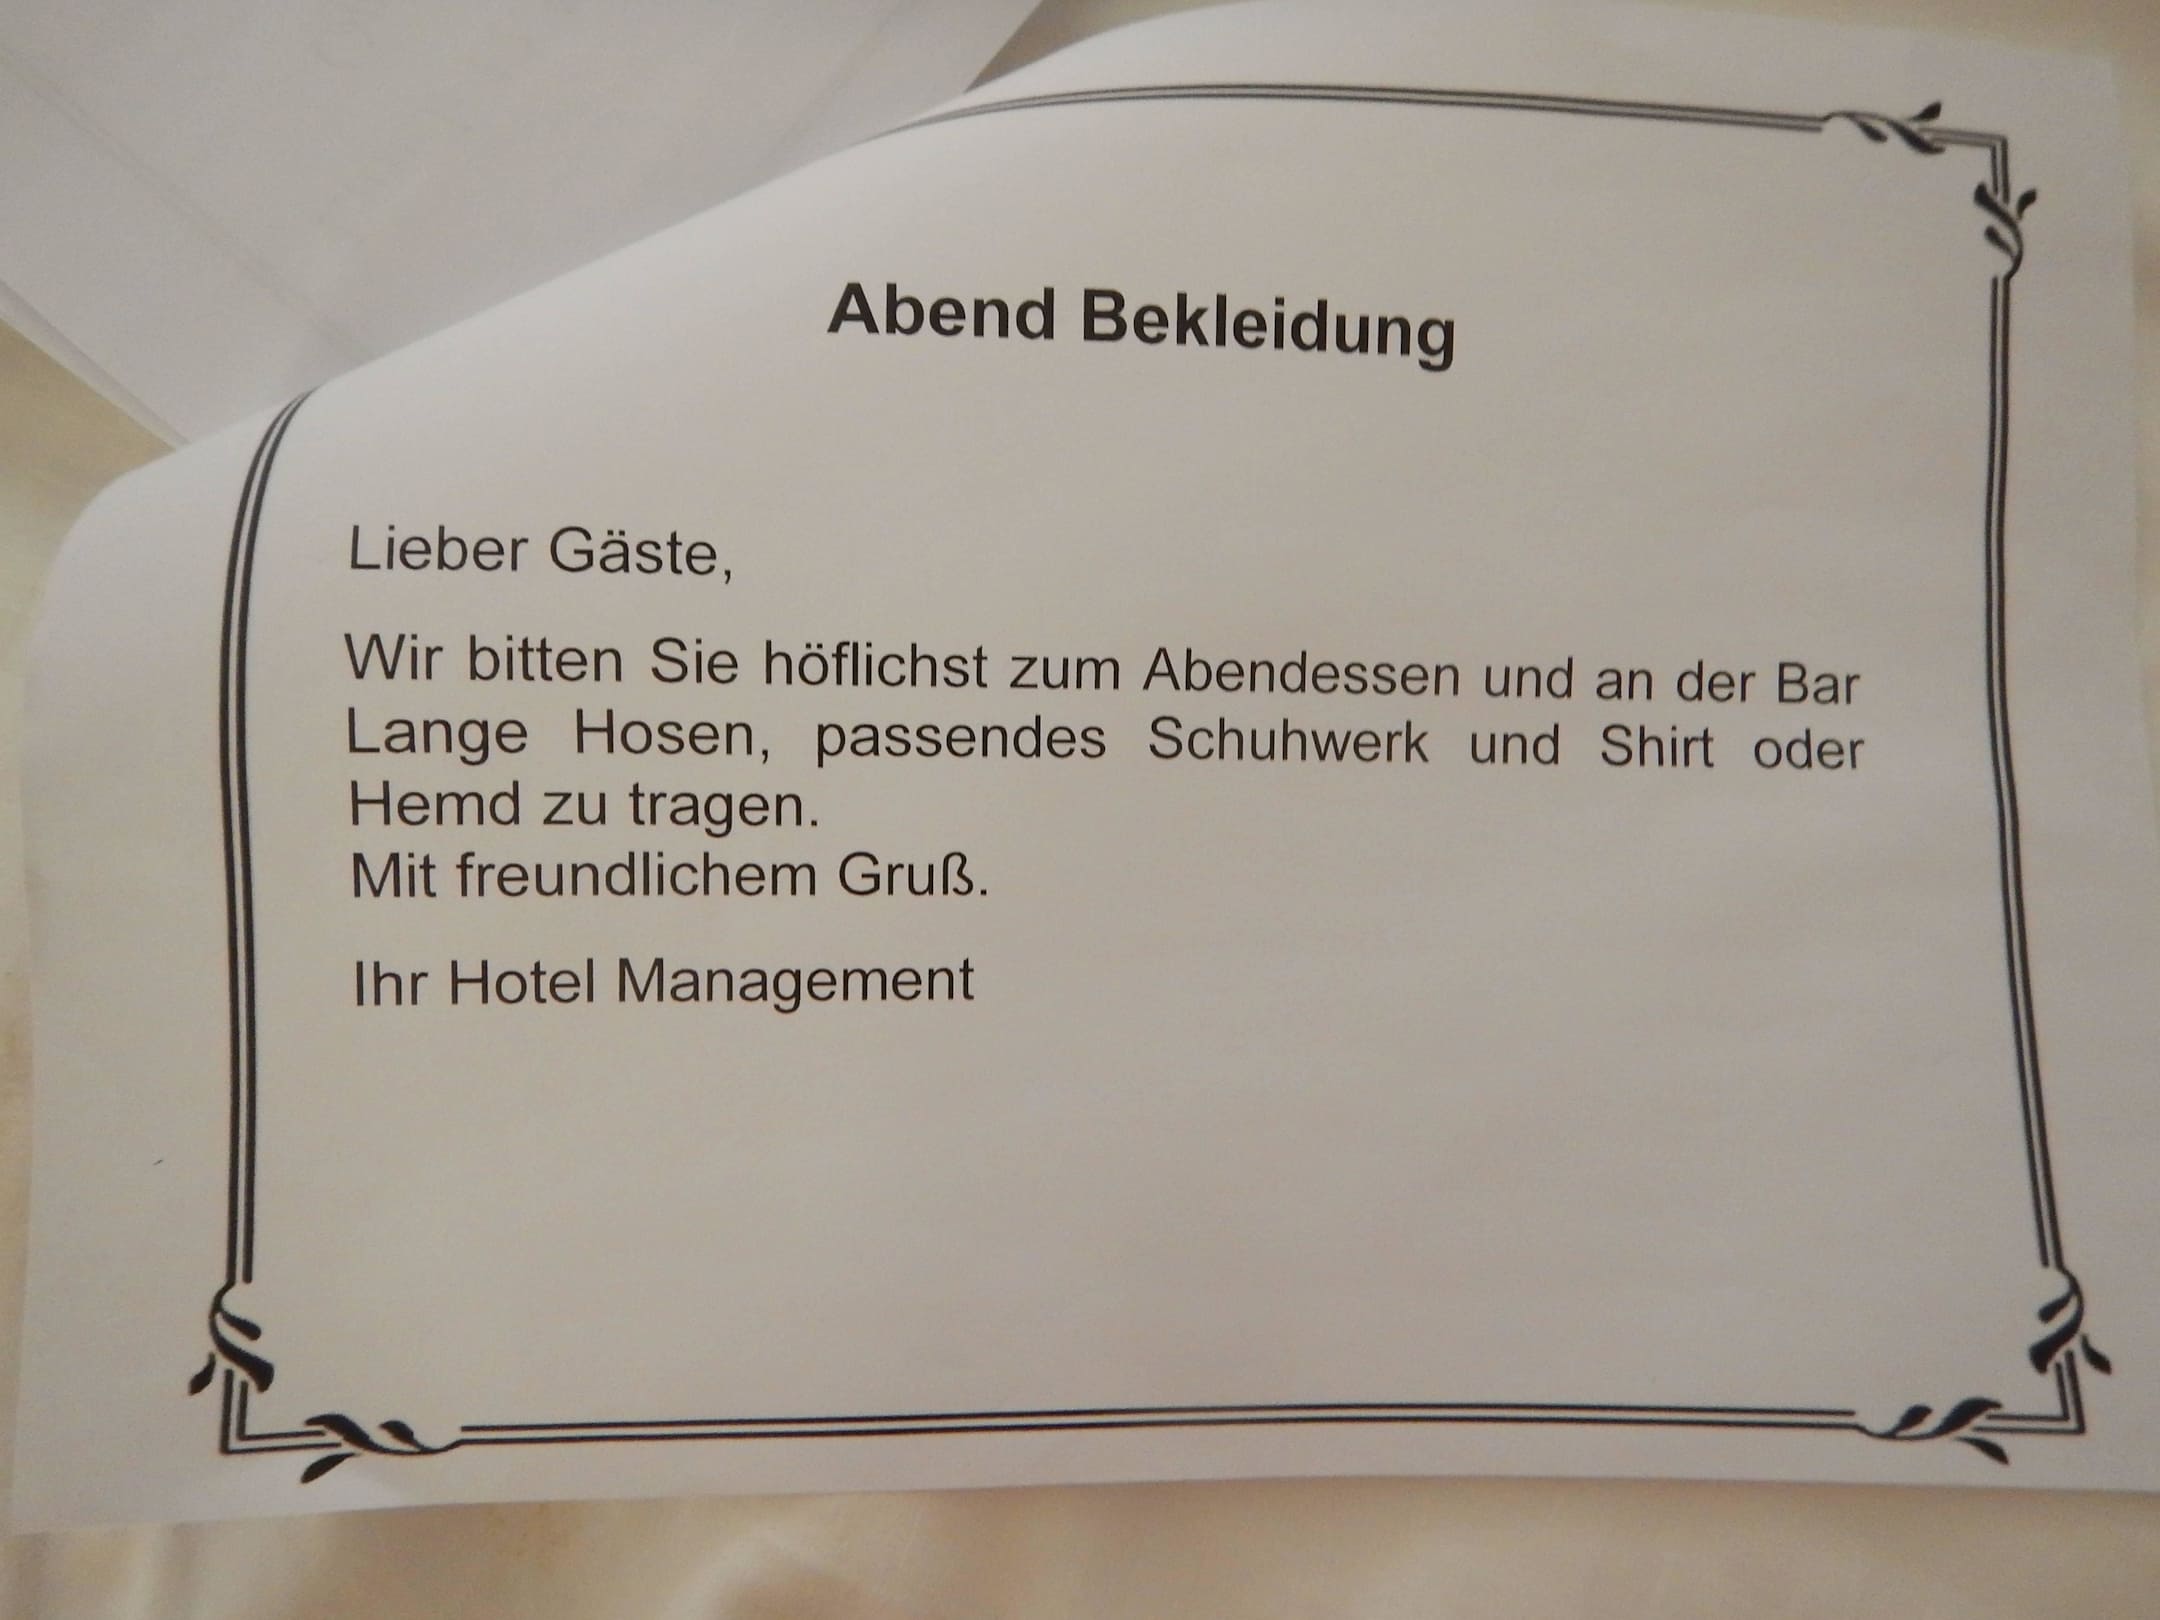 Abend Bekleidung
Lieber Gäste,
Wir bitten Sie höflichst zum Abendessen und an der Bar
Lange Hosen, passendes Schuhwerk und Shirt oder
Hemd zu tragen.
Mit freundlichem Gruß.
Ihr Hotel Management